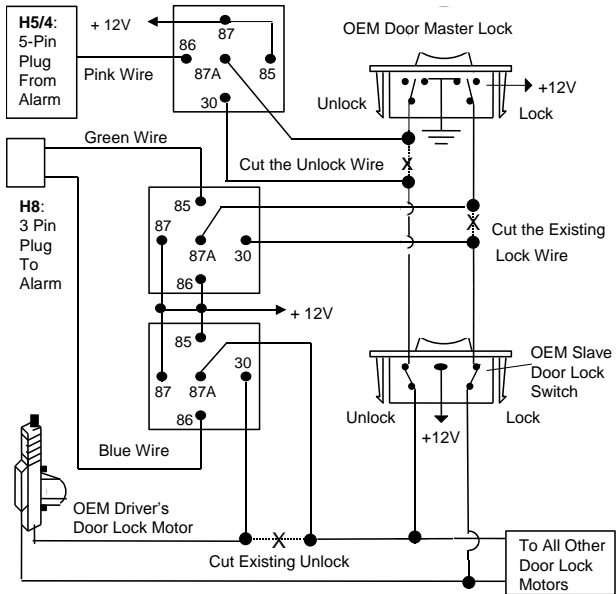 H5/4:
5-Pin
Plug
From
Alarm
+ 12V
87
86
Pink Wire
87A
85
30
OEM Door Master Lock
+12V
Unlock
Lock
Green Wire
Cut the Unlock Wire
H8:
3 Pin
Plug
To
Alarm
85
87
87A
30
86
Cut the Existing
Lock Wire
+ 12V
85
30
87
87A
86
Blue Wire
OEM Slave
Door Lock
Switch
Unlock
Lock
+12V
OEM Driver's
Door Lock Motor
X
X
X
Cut Existing Unlock
To All Other
Door Lock
Motors